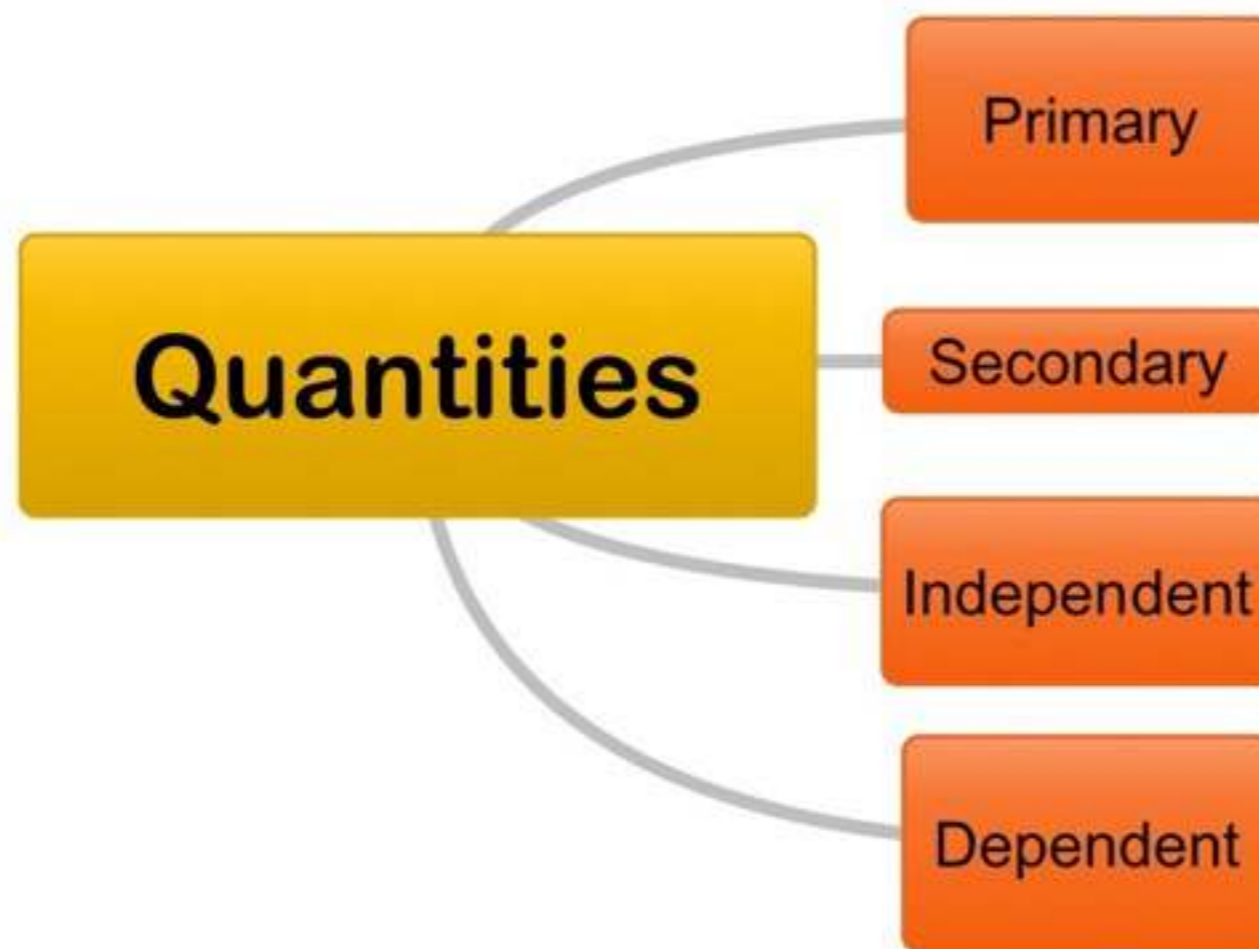 Quantities
Primary
Secondary
Independent
Dependent